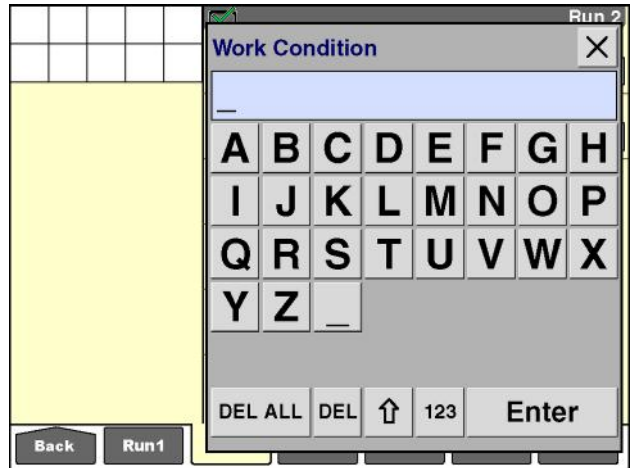 Run 2
Work Condition
_
A B C D E F G H
I J K L M N O P
Q R S T U V W X
Y Z _
DEL ALL DEL 123 Enter
Back Run1